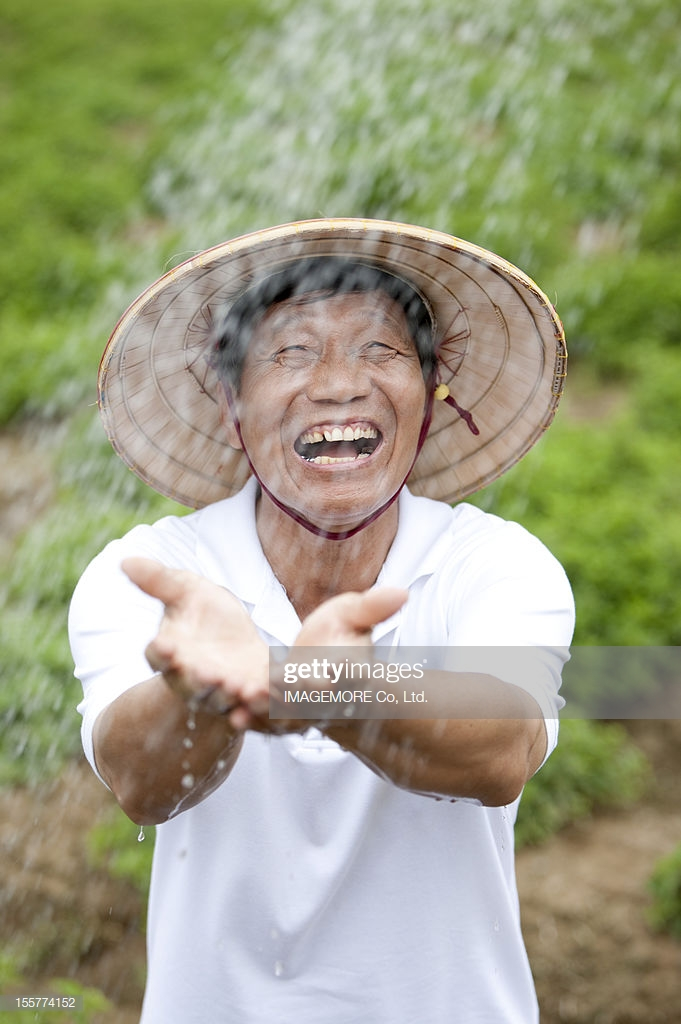 gettyimages
IMAGEMORE Co, Ltd.
155774152